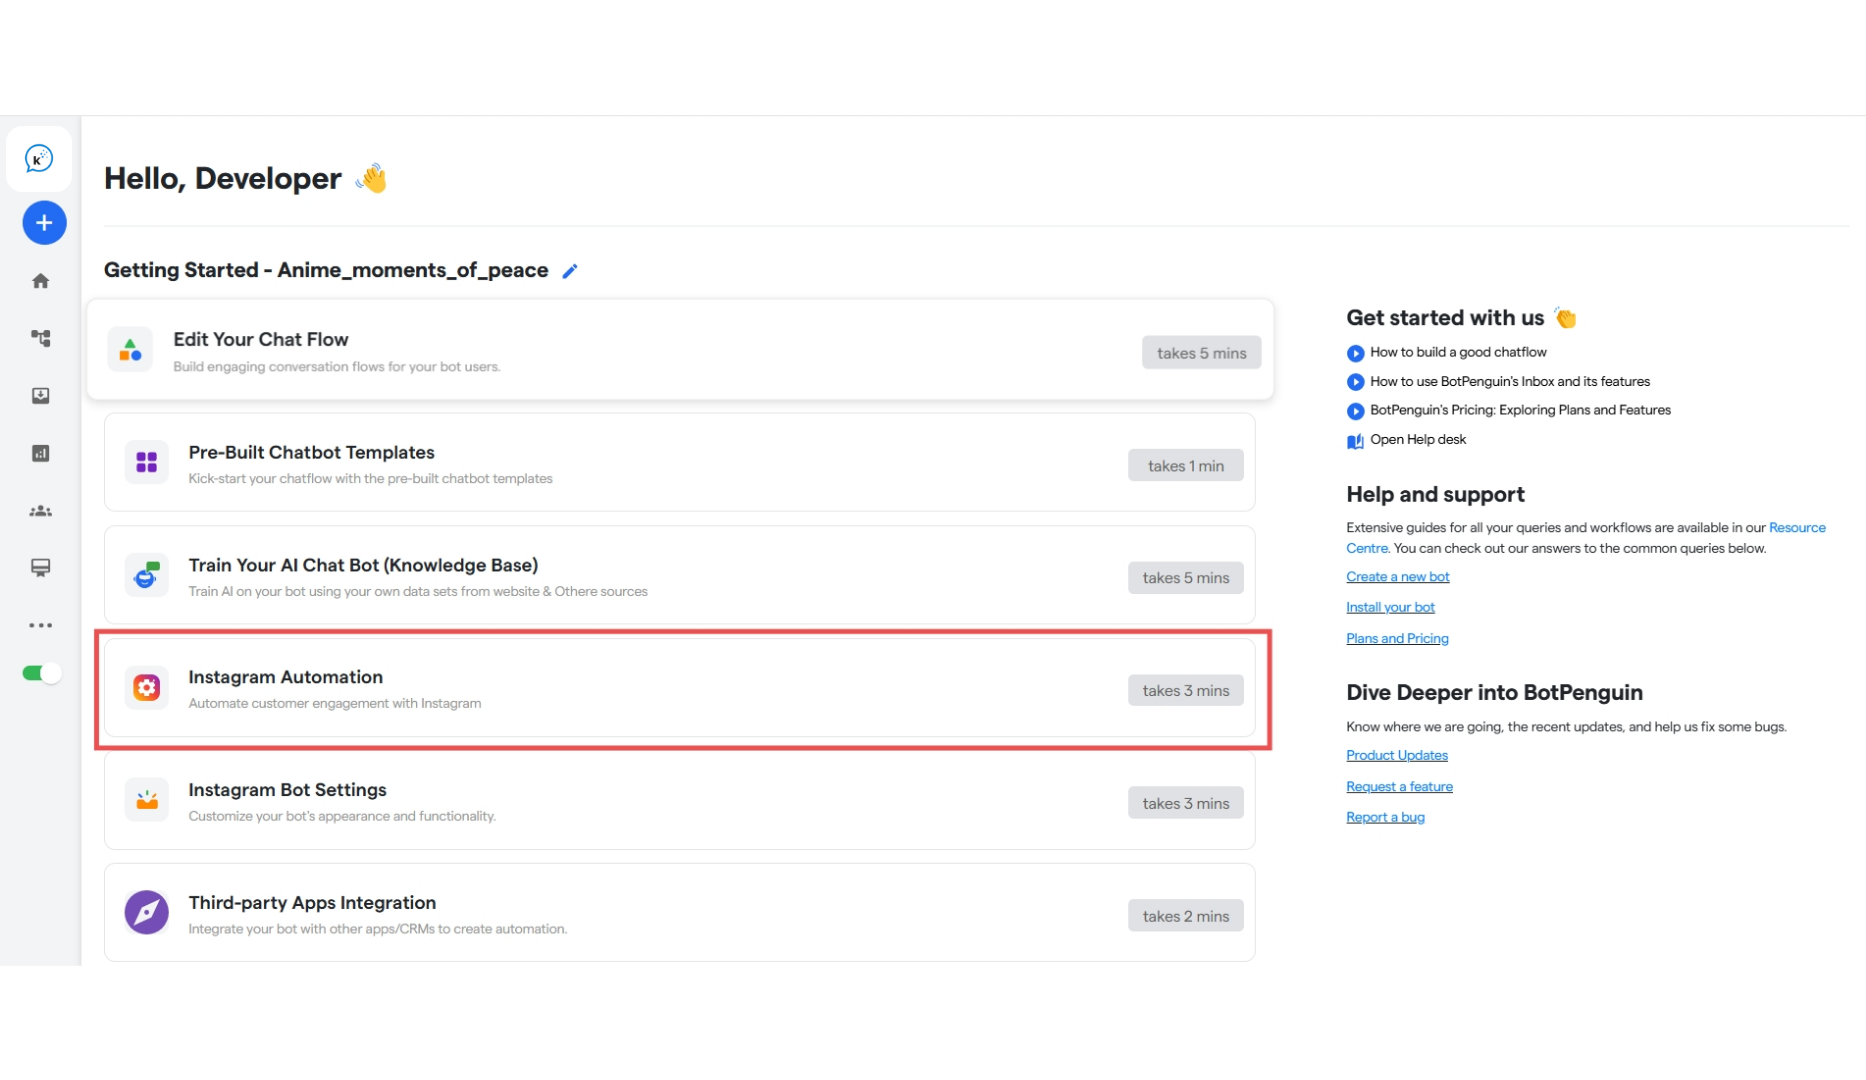 k
Hello, Developer
Getting Started - Anime_moments_of_peace
Edit Your Chat Flow
Build engaging conversation flows for your bot users.
takes 5 mins
Pre-Built Chatbot Templates
Kick-start your chatflow with the pre-built chatbot templates
takes 1 min
Train Your AI Chat Bot (Knowledge Base)
Train AI on your bot using your own data sets from website & Othere sources
takes 5 mins
Instagram Automation
Automate customer engagement with Instagram
takes 3 mins
Instagram Bot Settings
Customize your bot's appearance and functionality.
takes 3 mins
Third-party Apps Integration
Integrate your bot with other apps/CRMs to create automation.
takes 2 mins
Get started with us
How to build a good chatflow
How to use BotPenguin's Inbox and its features
BotPenguin's Pricing: Exploring Plans and Features
Open Help desk
Help and support
Extensive guides for all your queries and workflows are available in our Resource
Centre. You can check out our answers to the common queries below.
Create a new bot
Install your bot
Plans and Pricing
Dive Deeper into BotPenguin
Know where we are going, the recent updates, and help us fix some bugs.
Product Updates
Request a feature
Report a bug